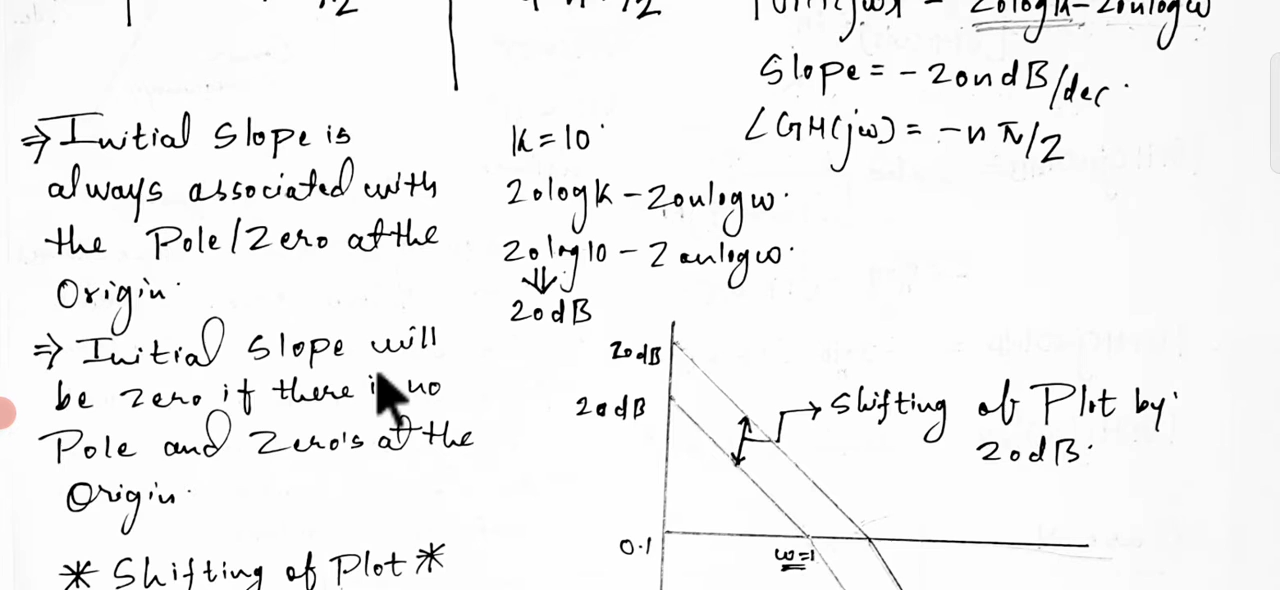 20logK - 20nlogω
Slope = - 20n dB/dec.
∠GH(jω) = -n π/2
⇒ Initial Slope is
always associated with
the Pole/Zero at the
Origin.
⇒ Initial Slope will
be zero if there is no
Pole and Zero's at the
Origin.
* Shifting of Plot *
K = 10
20logK - 20nlogω.
20log10 - 20nlogω.
⇓
20dB
20dB
20dB
→ Shifting of Plot by
20dB.
0.1
ω=1